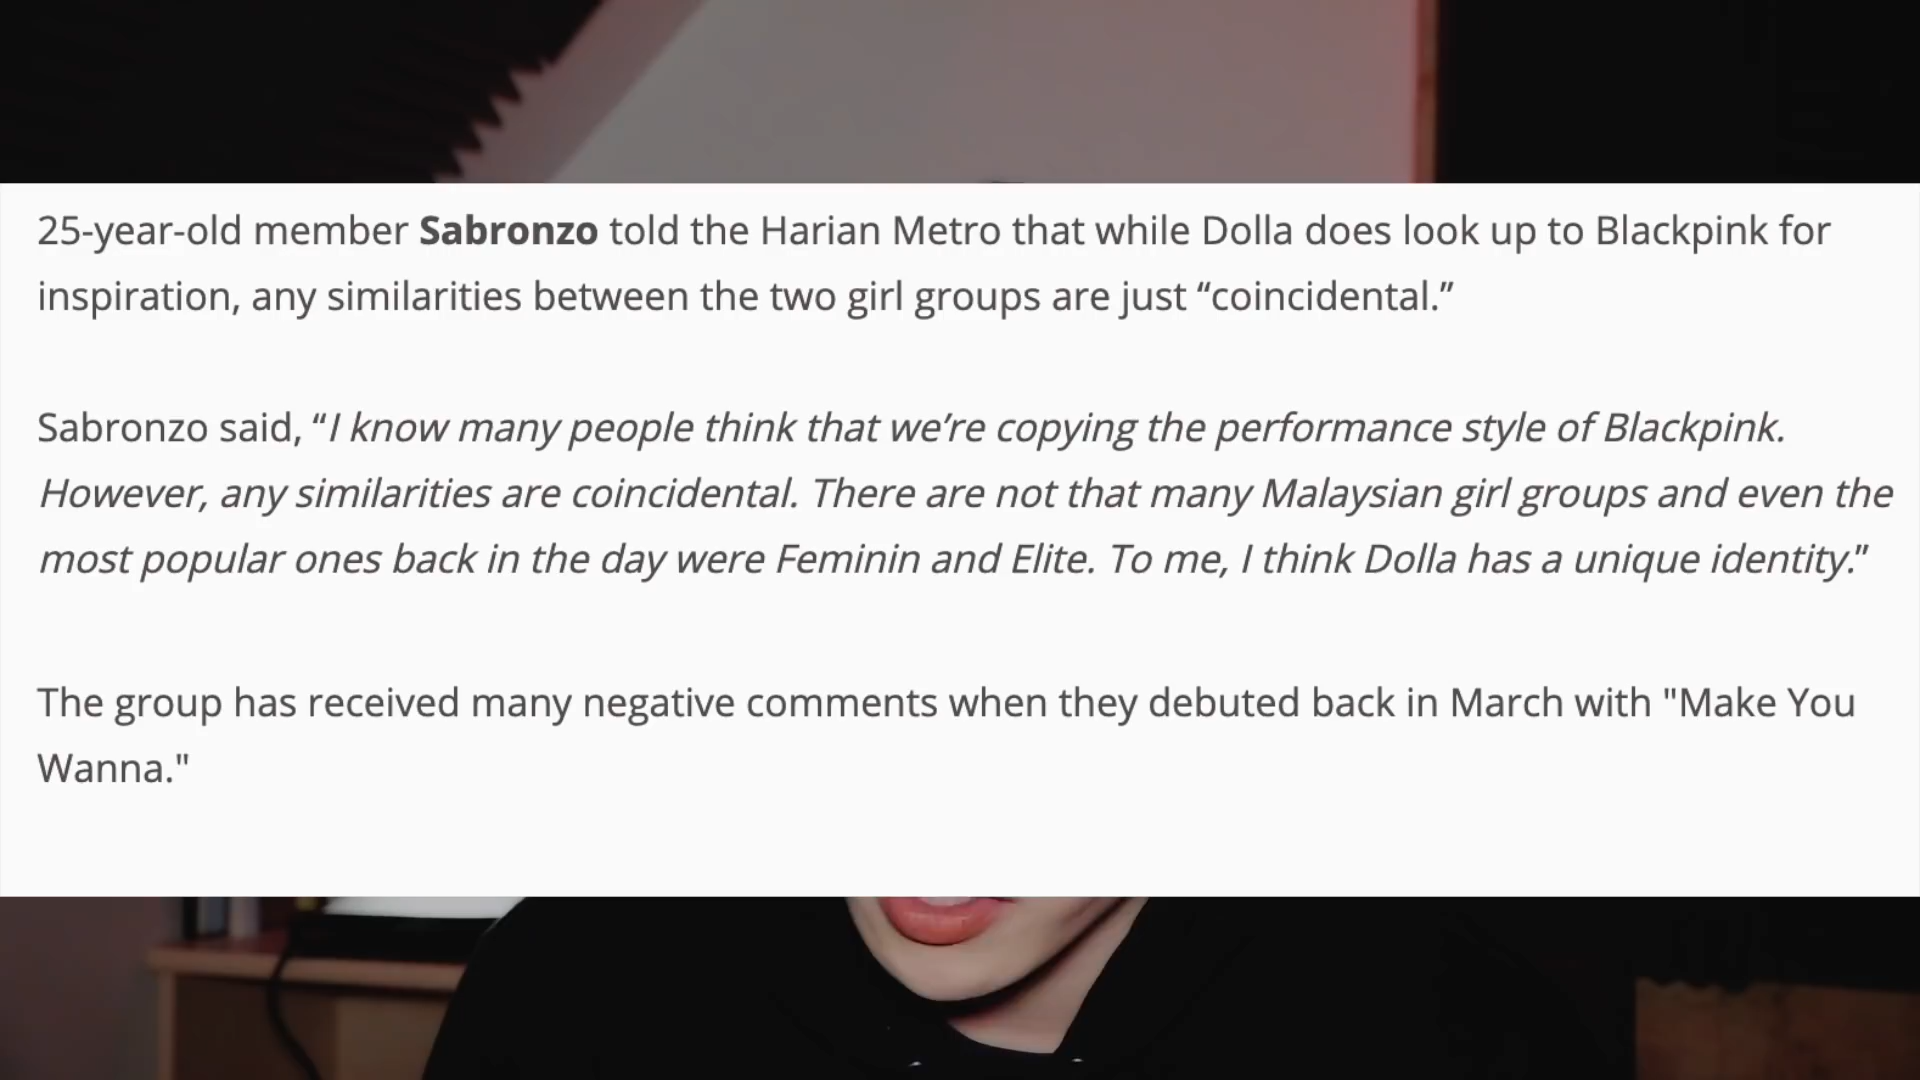 25-year-old member Sabronzo told the Harian Metro that while Dolla does look up to Blackpink for
inspiration, any similarities between the two girl groups are just “coincidental.”
Sabronzo said, “I know many people think that we’re copying the performance style of Blackpink.
However, any similarities are coincidental. There are not that many Malaysian girl groups and even the
most popular ones back in the day were Feminin and Elite. To me, I think Dolla has a unique identity.”
The group has received many negative comments when they debuted back in March with "Make You
Wanna."